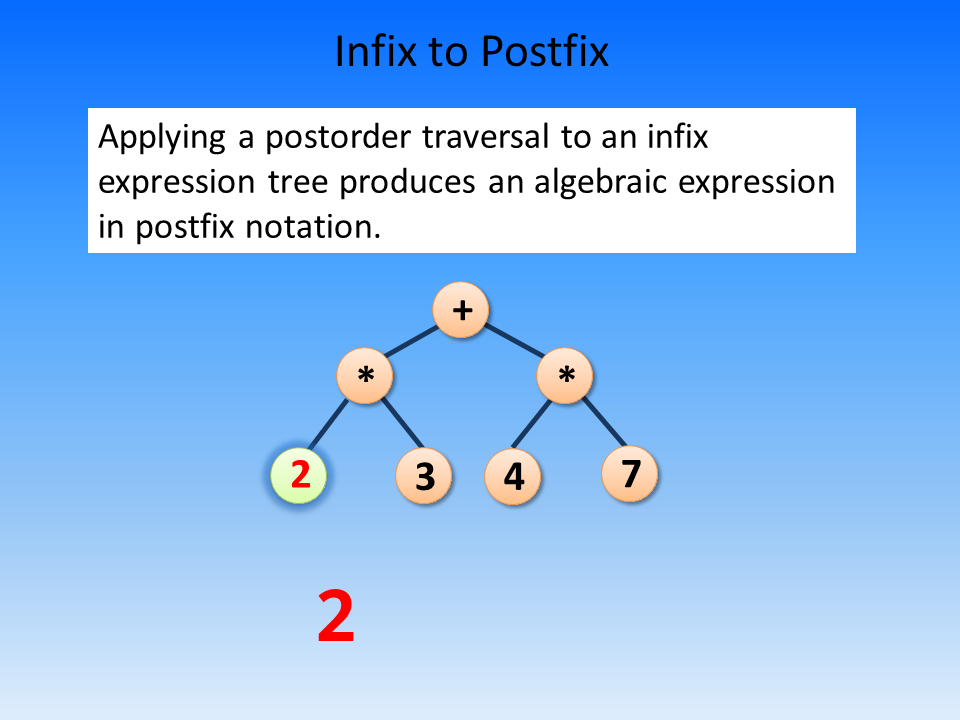 Infix to Postfix
Applying a postorder traversal to an infix
expression tree produces an algebraic expression
in postfix notation.
+
* *
2 3 4 7
2